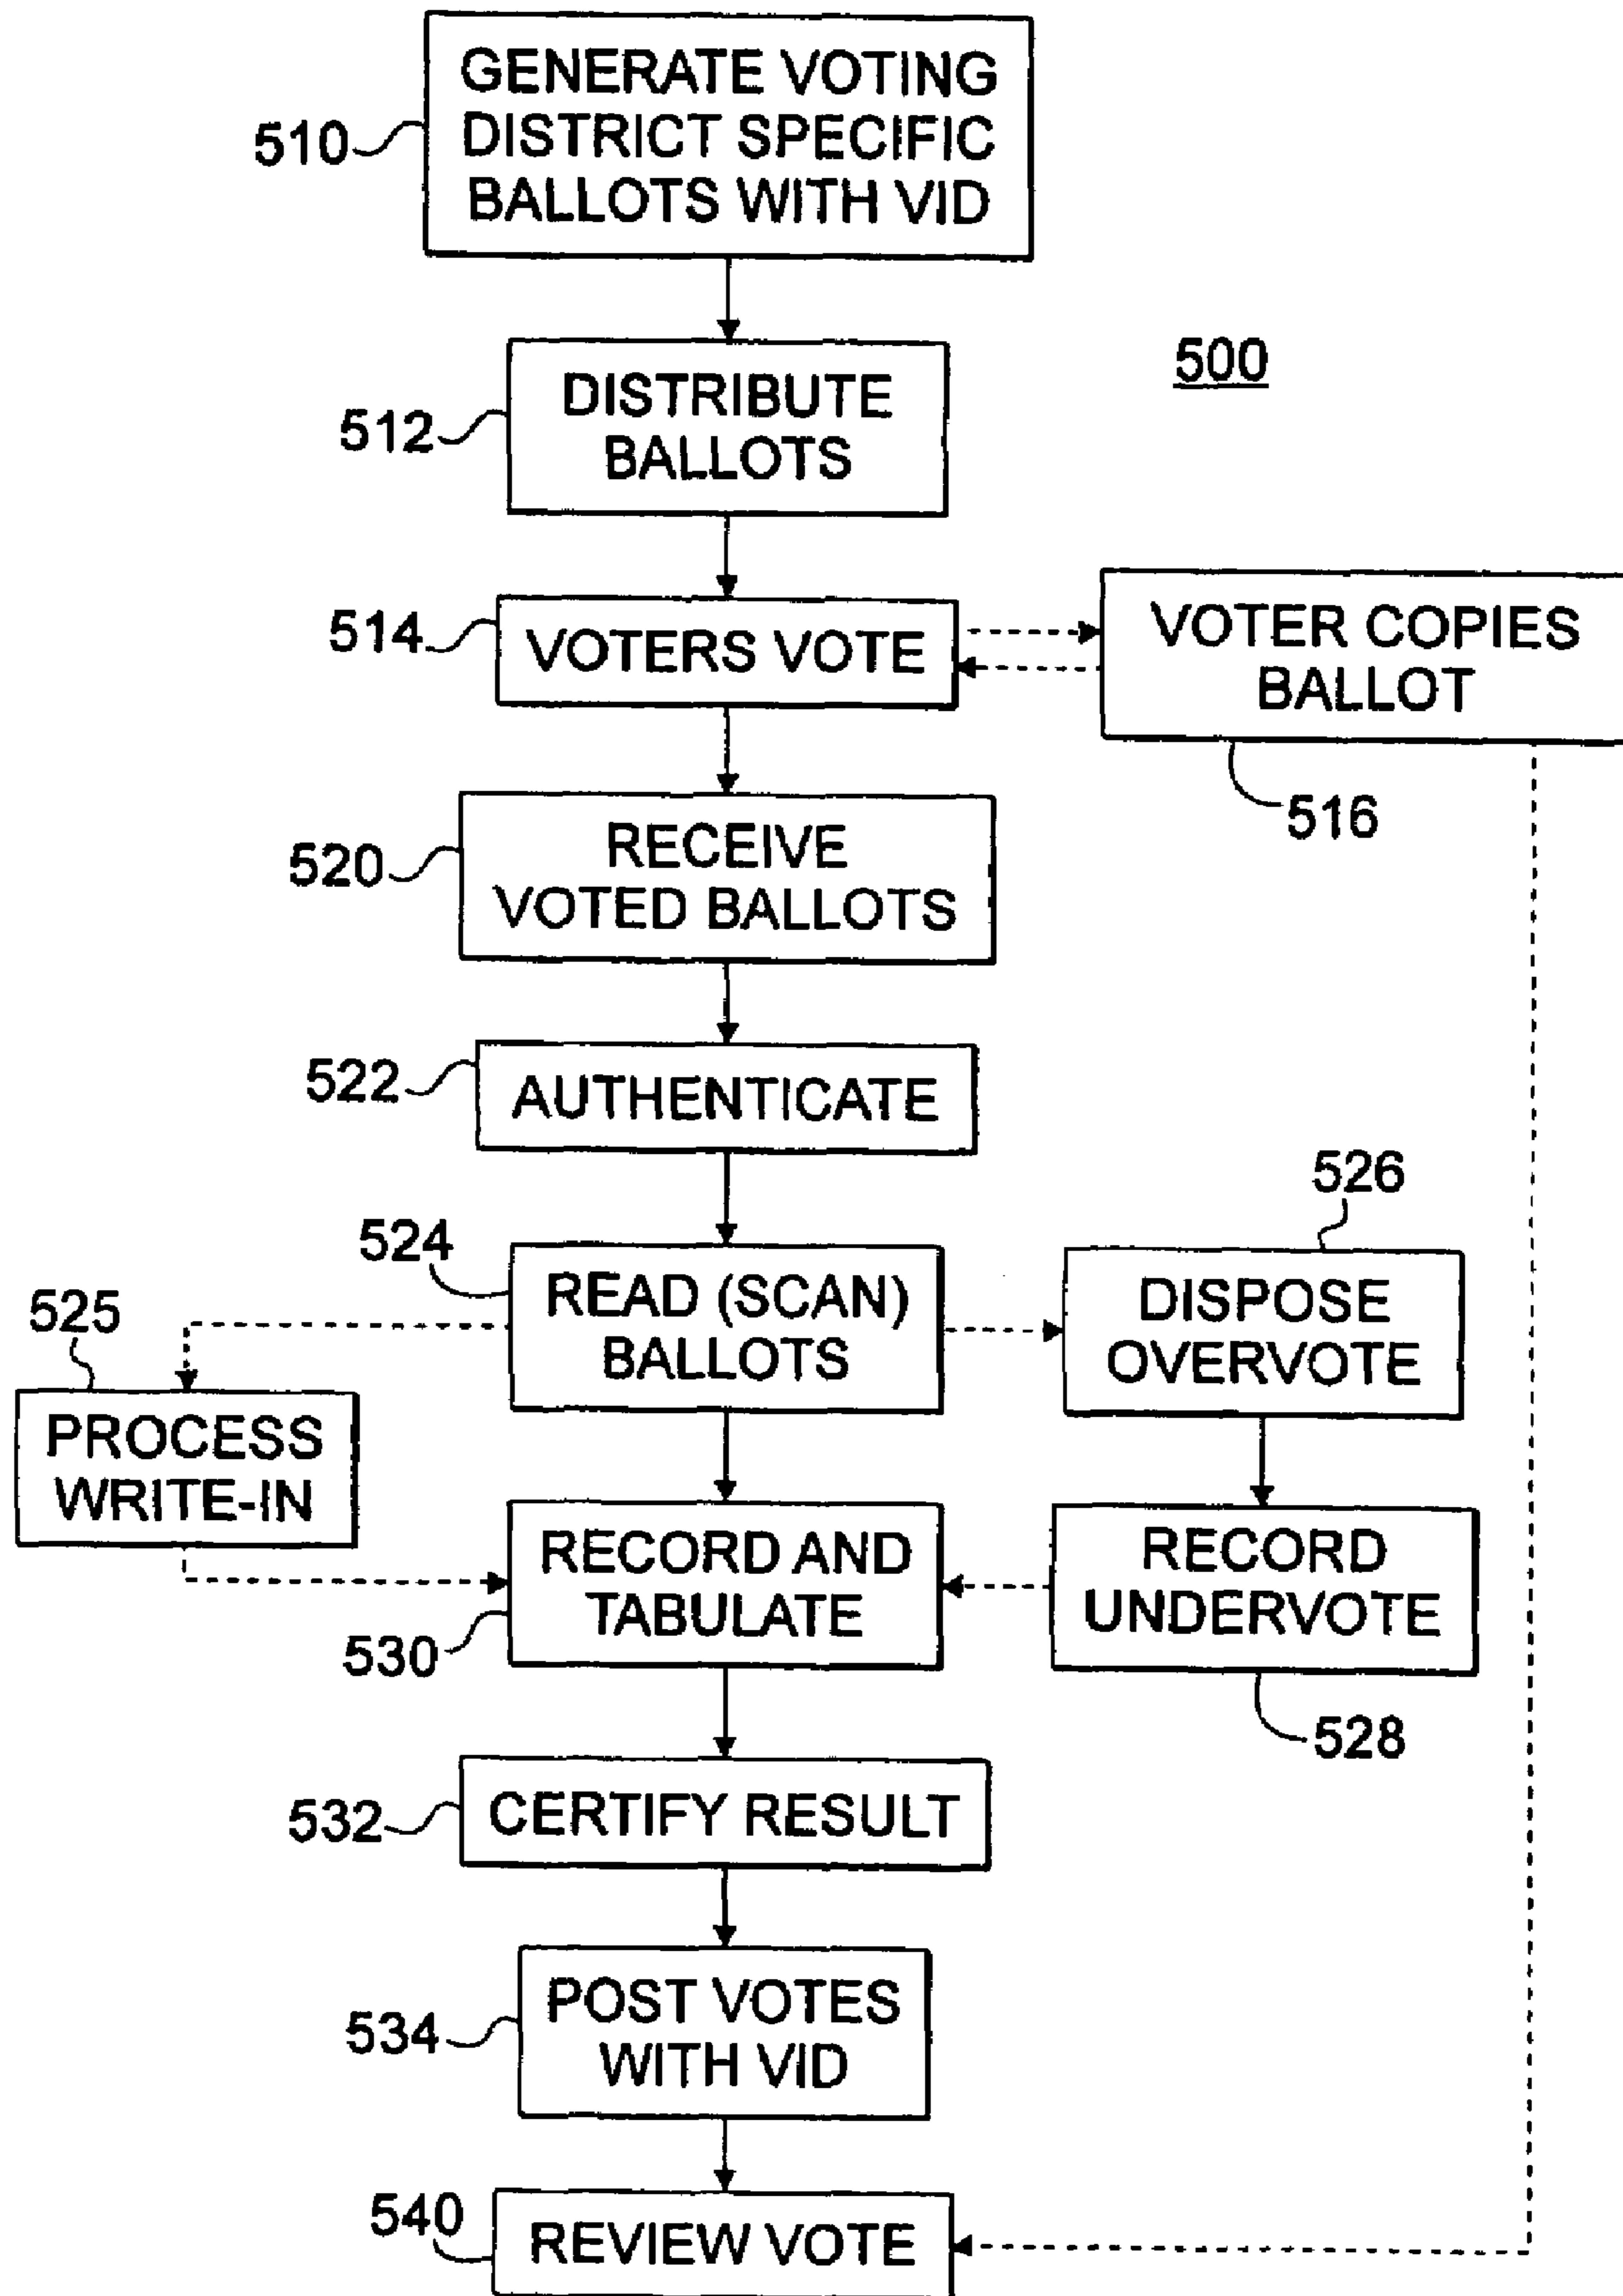 GENERATE VOTING
DISTRICT SPECIFIC
BALLOTS WITH VID
510
500
DISTRIBUTE
BALLOTS
512
514
VOTERS VOTE
VOTER COPIES
BALLOT
516
RECEIVE
VOTED BALLOTS
520
522
AUTHENTICATE
526
524
READ (SCAN)
BALLOTS
DISPOSE
OVERVOTE
525
PROCESS
WRITE-IN
RECORD AND
TABULATE
530
RECORD
UNDERVOTE
528
532
CERTIFY RESULT
POST VOTES
WITH VID
534
540
REVIEW VOTE